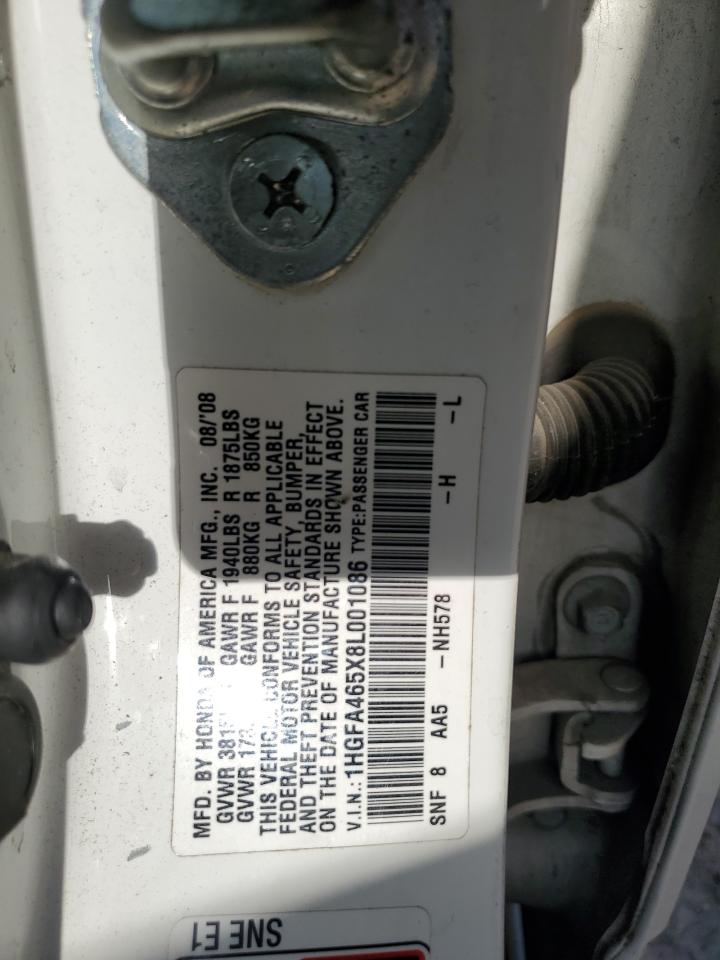 MFD. BY HONDA OF AMERICA MFG., INC. 08/'08
GVWR GAWR F 1940LBS R 1875LBS
GVWR GAWR F 880KG R 850KG
THIS VEHICLE CONFORMS TO ALL APPLICABLE
FEDERAL MOTOR VEHICLE SAFETY, BUMPER,
AND THEFT PREVENTION STANDARDS IN EFFECT
ON THE DATE OF MANUFACTURE SHOWN ABOVE.
V.I.N.: 1HGFA465X8L001086 TYPE:PASSENGER CAR
SNF 8 AA5 -NH578 -H -L
SNE E1